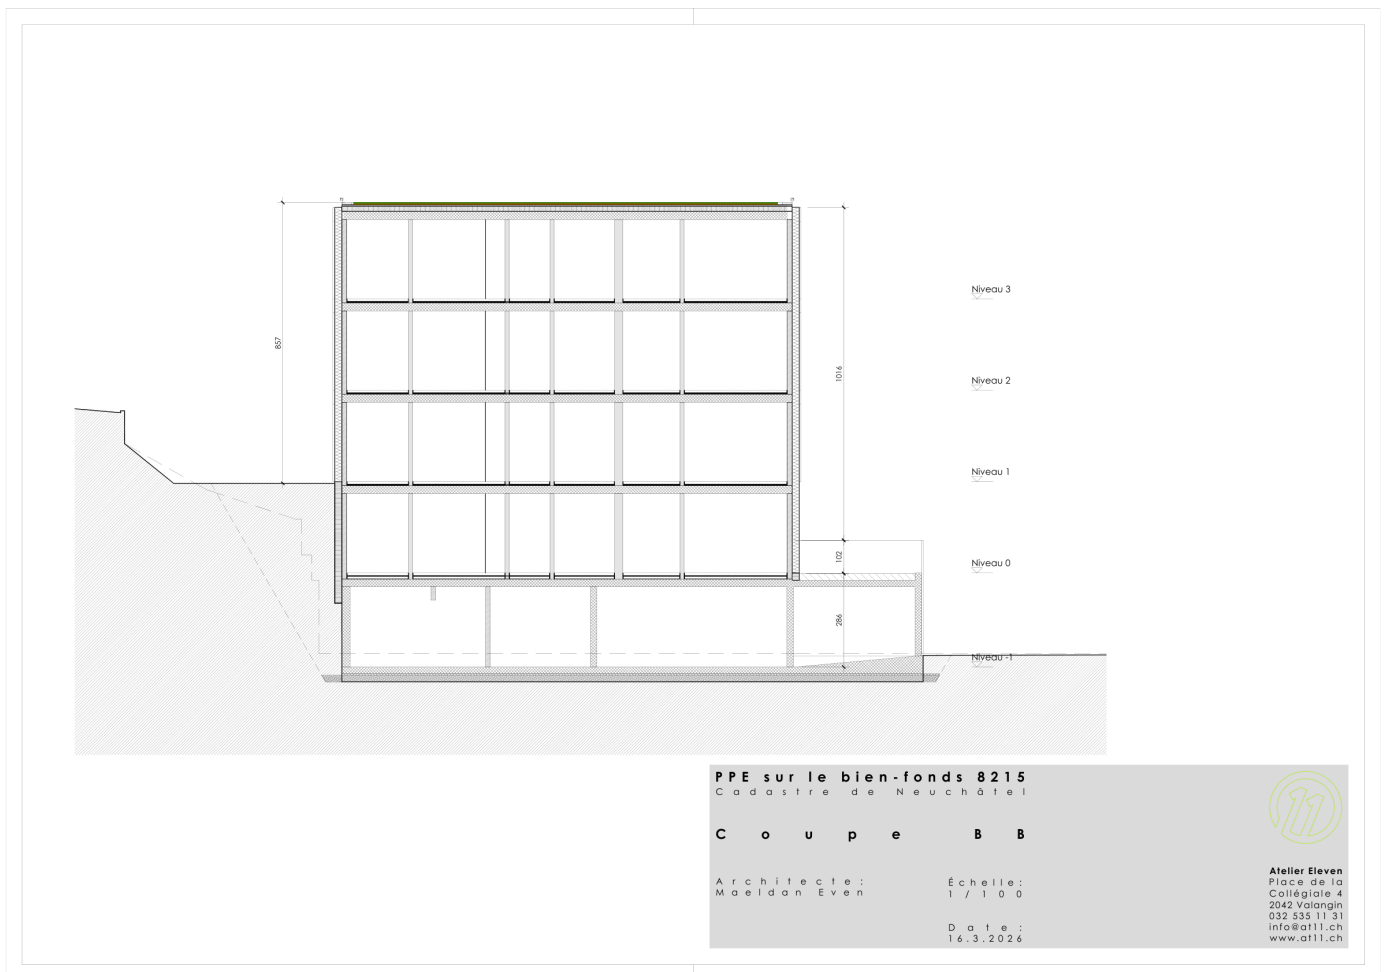 857
1016
102
286
Niveau 3
Niveau 2
Niveau 1
Niveau 0
Niveau -1
PPE sur le bien-fonds 8215
Cadastre de Neuchâtel
Coupe B B
Architecte:
Maeldan Even
Échelle:
1/100
Date:
16.3.2026
Atelier Eleven
Place de la
Collégiale 4
2042 Valangin
032 535 11 31
info@at11.ch
www.at11.ch